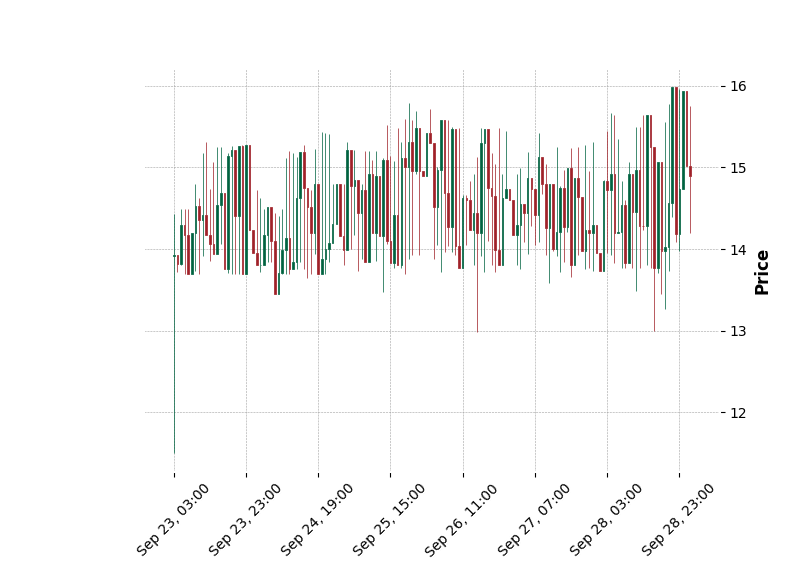 16
15
14
13
12
Price
Sep 23, 03:00
Sep 23, 23:00
Sep 24, 19:00
Sep 25, 15:00
Sep 26, 11:00
Sep 27, 07:00
Sep 28, 03:00
Sep 28, 23:00